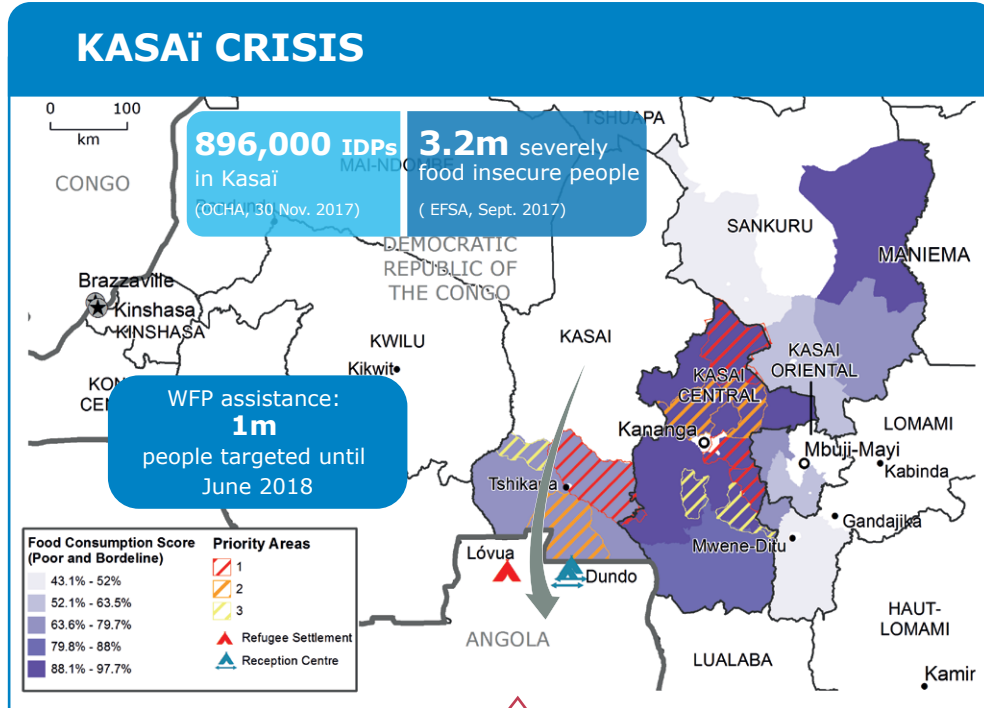 KASAï CRISIS
0 100
km
896,000 IDPs
in Kasaï
(OCHA, 30 Nov. 2017)
3.2m severely
food insecure people
( EFSA, Sept. 2017)
TSHUAPA
MAI-NDOMBE
CONGO
SANKURU
MANIEMA
DEMOCRATIC
REPUBLIC OF
THE CONGO
Brazzaville
Kinshasa
KINSHASA
KWILU
KASAI
KASAI
ORIENTAL
Kikwit
KASAI
CENTRAL
KON
CEN
WFP assistance:
1m
people targeted until
June 2018
LOMAMI
Kananga
Mbuji-Mayi
Kabinda
Tshikapa
Gandajika
Mwene-Ditu
Food Consumption Score
(Poor and Bordeline)
43.1% - 52%
52.1% - 63.5%
63.6% - 79.7%
79.8% - 88%
88.1% - 97.7%
Priority Areas
1
2
3
Refugee Settlement
Reception Centre
Lóvua
Dundo
ANGOLA
HAUT-
LOMAMI
LUALABA
Kamir